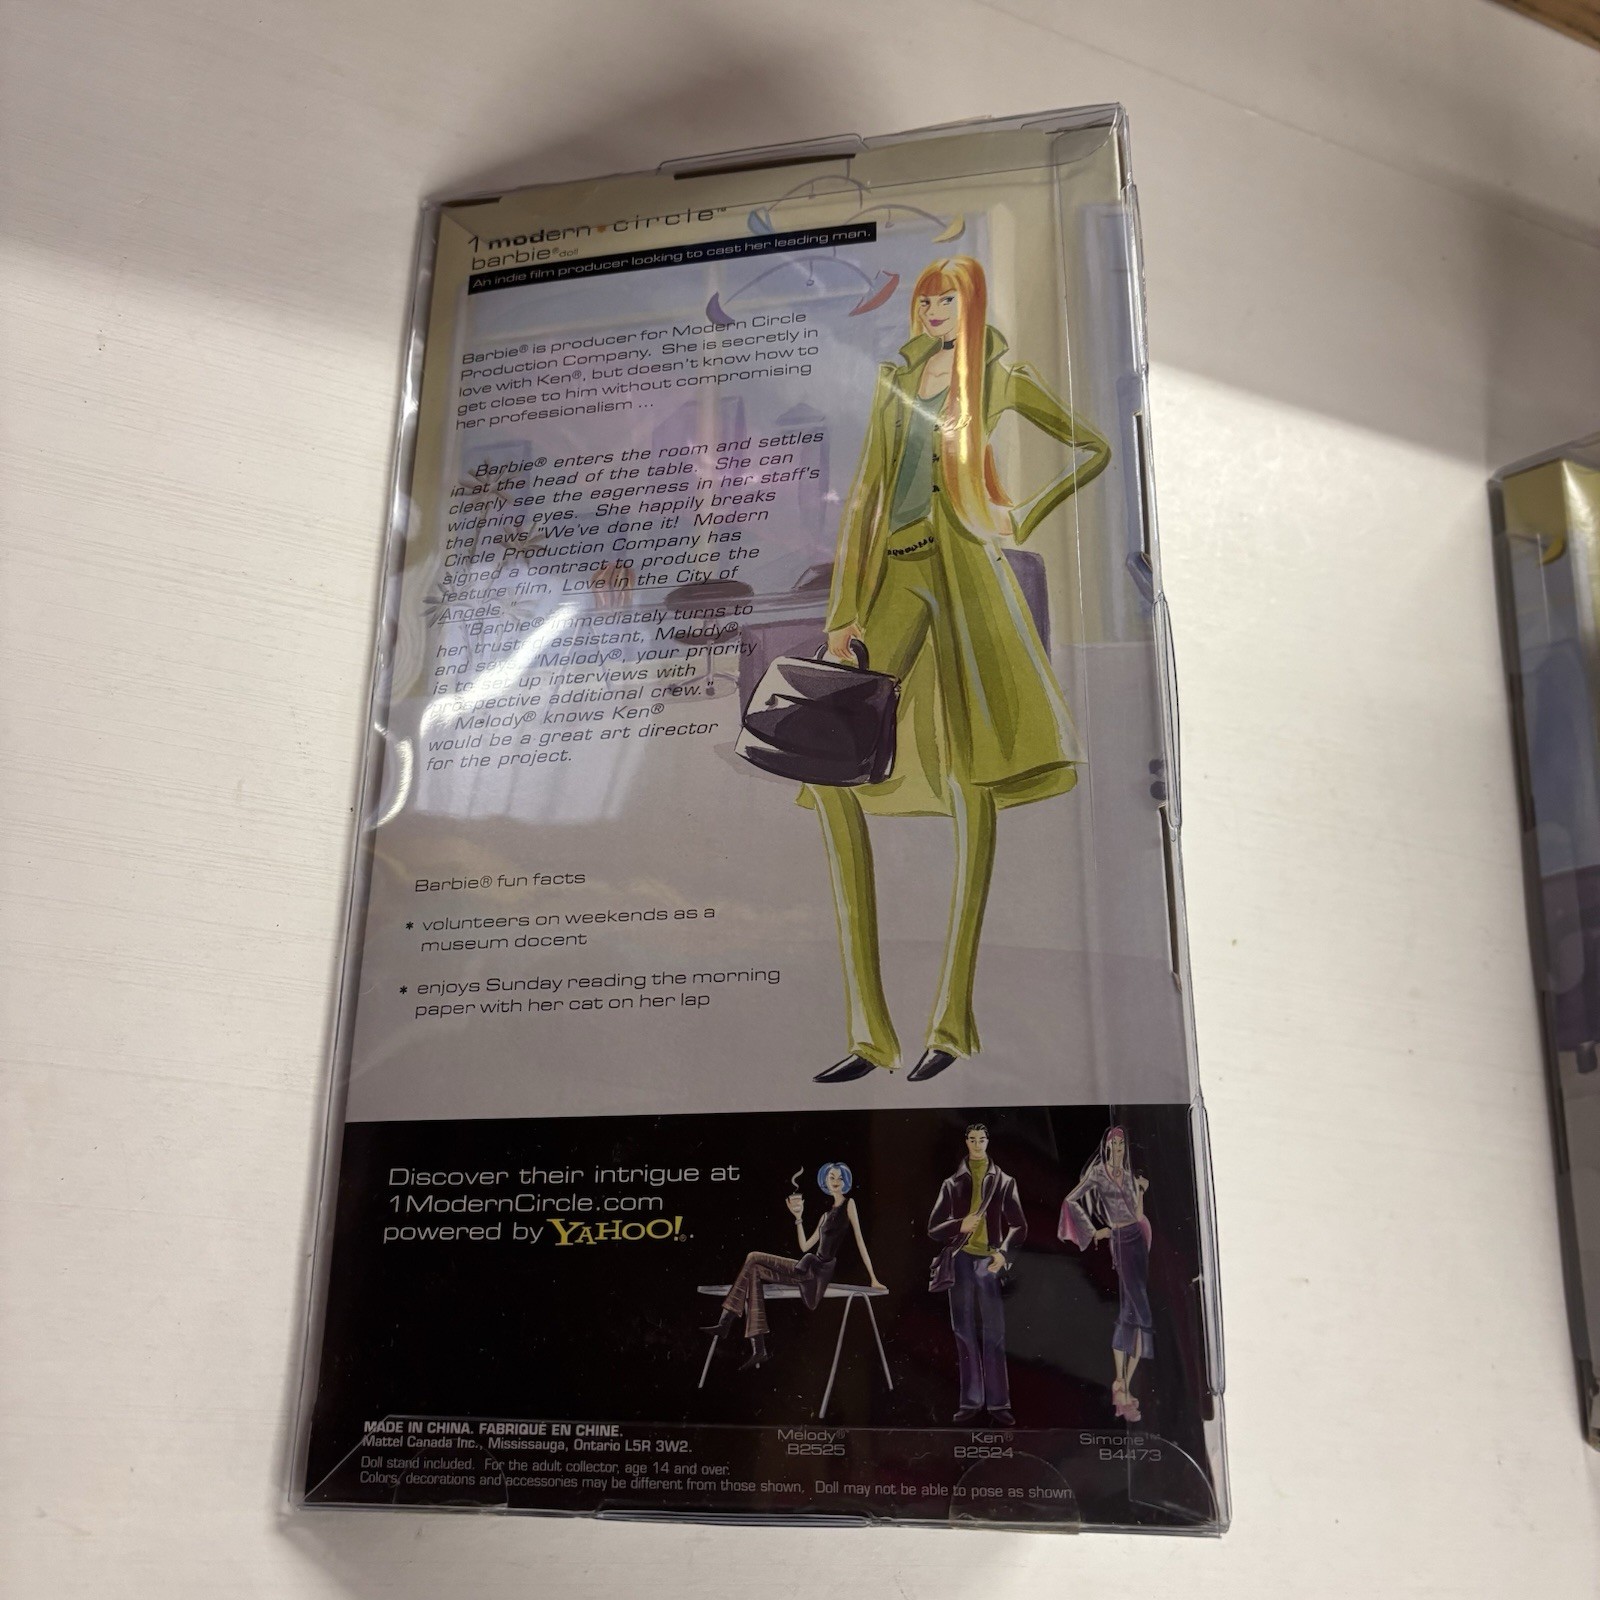 1 modern•circle™
barbie® doll
An indie film producer looking to cast her leading man.
Barbie® is producer for Modern Circle
Production Company. She is secretly in
love with Ken®, but doesn't know how to
get close to him without compromising
her professionalism ...
Barbie® enters the room and settles
in at the head of the table. She can
clearly see the eagerness in her staff's
widening eyes. She happily breaks
the news "We've done it! Modern
Circle Production Company has
signed a contract to produce the
feature film, Love in the City of
Angels."
"Barbie® immediately turns to
her trusted assistant, Melody®,
and says "Melody®, your priority
is to set up interviews with
prospective additional crew."
Melody® knows Ken®
would be a great art director
for the project.
Barbie® fun facts
* volunteers on weekends as a
museum docent
* enjoys Sunday reading the morning
paper with her cat on her lap
Discover their intrigue at
1ModernCircle.com
powered by YAHOO!®.
Melody®
B2525
Ken®
B2524
Simone™
B4473
MADE IN CHINA. FABRIQUÉ EN CHINE.
Mattel Canada Inc., Mississauga, Ontario L5R 3W2.
Doll stand included. For the adult collector, age 14 and over.
Colors, decorations and accessories may be different from those shown. Doll may not be able to pose as shown.